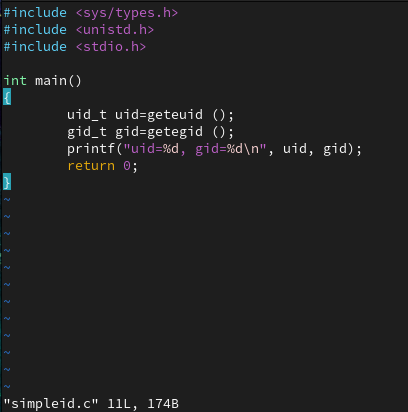 #include <sys/types.h>
#include <unistd.h>
#include <stdio.h>

int main()
{
        uid_t uid=geteuid ();
        gid_t gid=getegid ();
        printf("uid=%d, gid=%d\n", uid, gid);
        return 0;
}
~
~
~
~
~
~
~
~
~
~
~
~
"simpleid.c" 11L, 174B